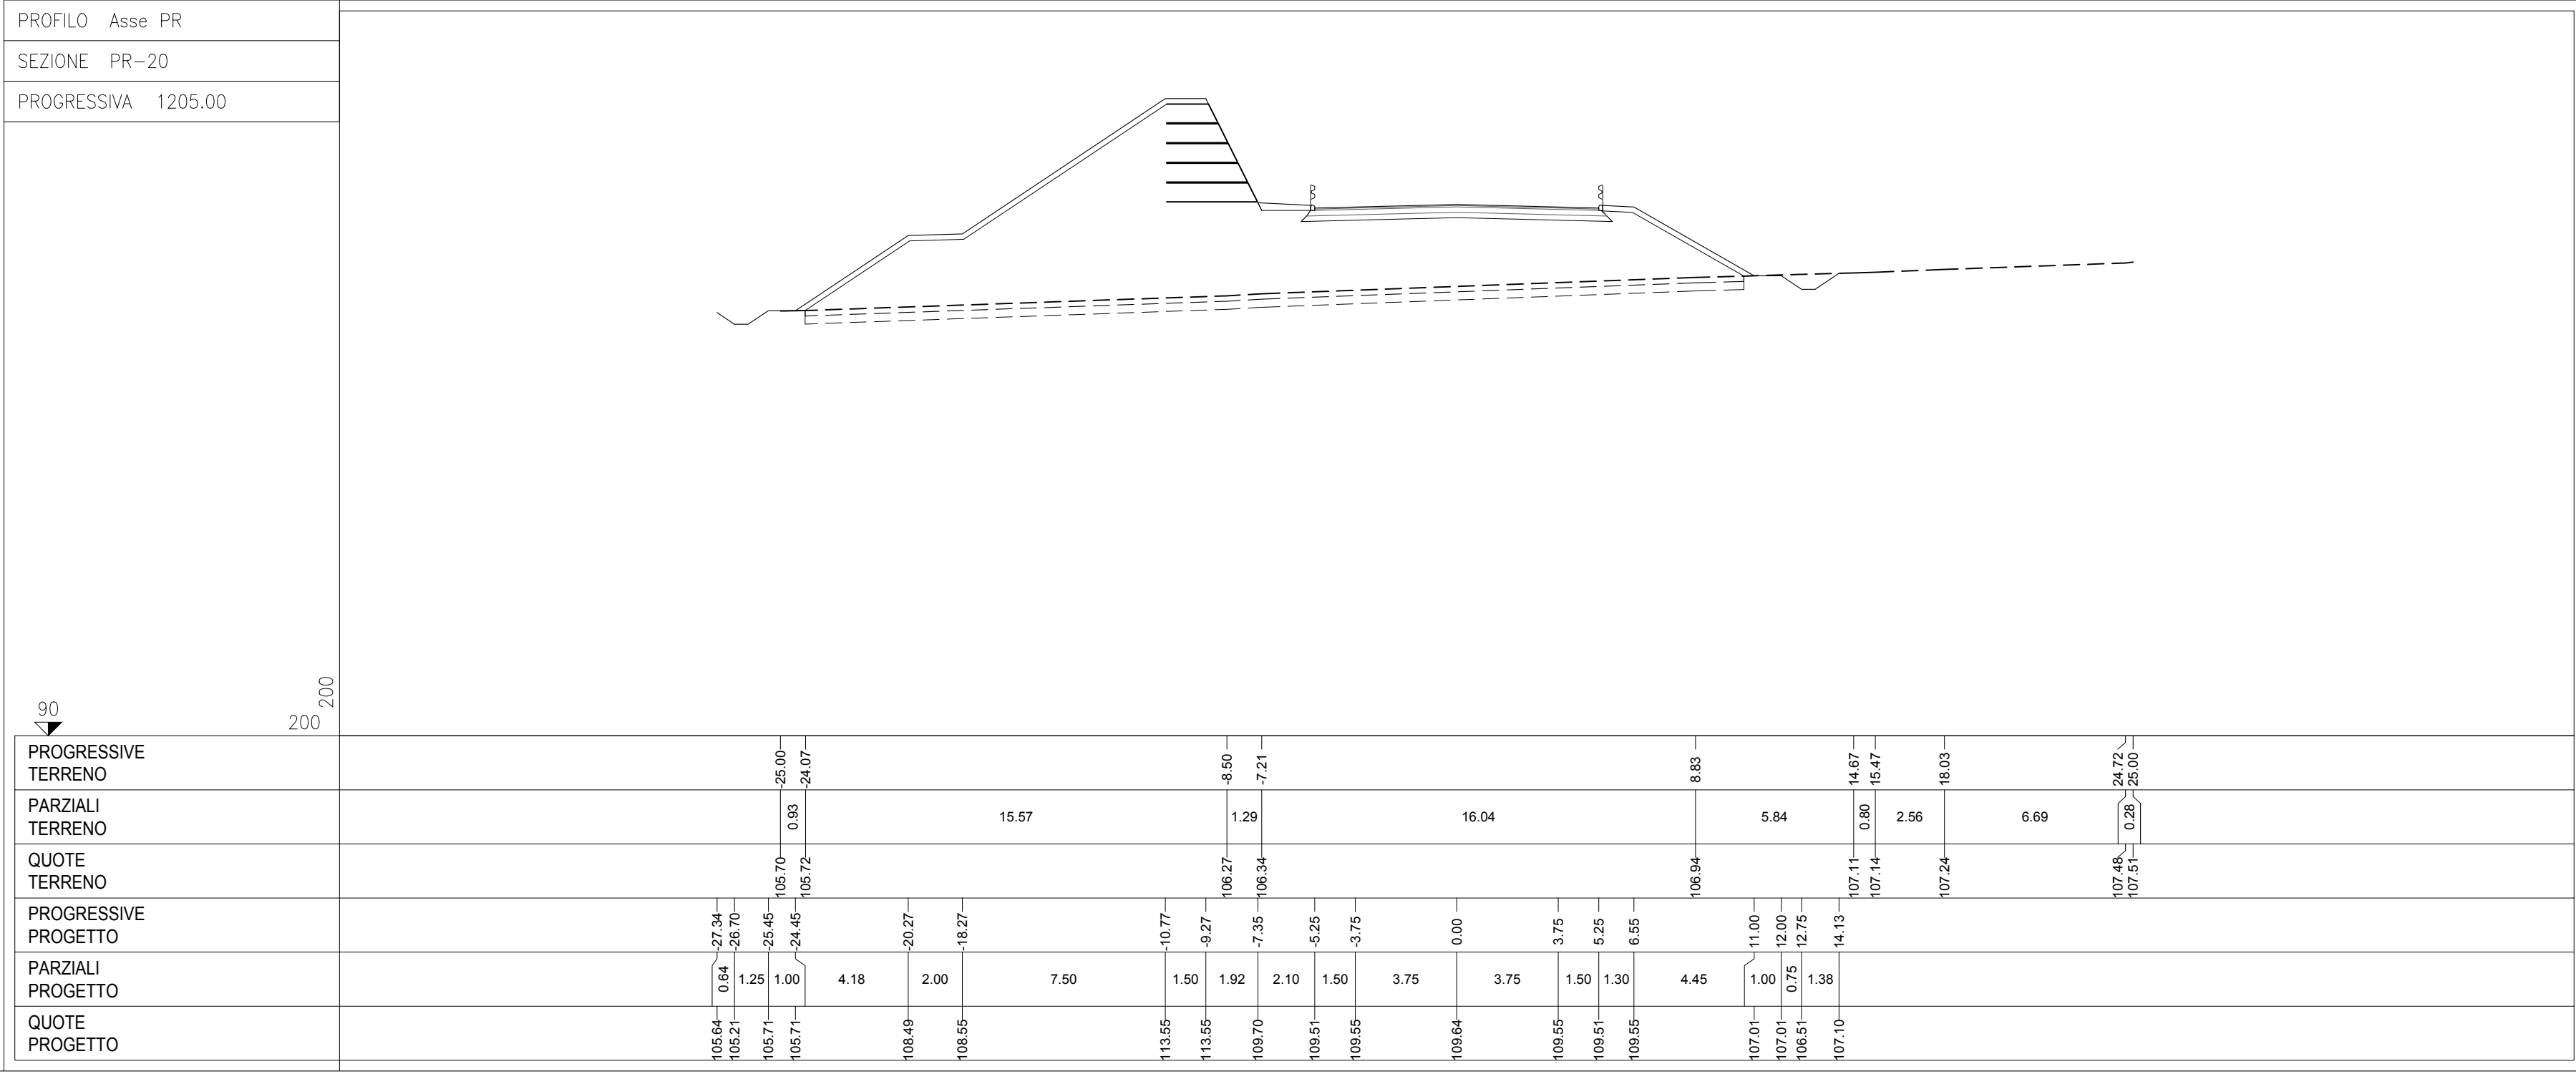 PROFILO Asse PR
SEZIONE PR-20
PROGRESSIVA 1205.00
200
90
200
PROGRESSIVE
TERRENO
-25.00 -24.07 -8.50 -7.21 8.83 14.67 15.47 18.03 24.72 25.00
PARZIALI
TERRENO
0.93 15.57 1.29 16.04 5.84 0.80 2.56 6.69 0.28
QUOTE
TERRENO
105.70 105.72 106.27 106.34 106.94 107.11 107.14 107.24 107.48 107.51
PROGRESSIVE
PROGETTO
-27.34 -26.70 -25.45 -24.45 -20.27 -18.27 -10.77 -9.27 -7.35 -5.25 -3.75 0.00 3.75 5.25 6.55 11.00 12.00 12.75 14.13
PARZIALI
PROGETTO
0.64 1.25 1.00 4.18 2.00 7.50 1.50 1.92 2.10 1.50 3.75 3.75 1.50 1.30 4.45 1.00 0.75 1.38
QUOTE
PROGETTO
105.64 105.21 105.71 105.71 108.49 108.55 113.55 113.55 109.70 109.51 109.55 109.64 109.55 109.51 109.55 107.01 107.01 106.51 107.10